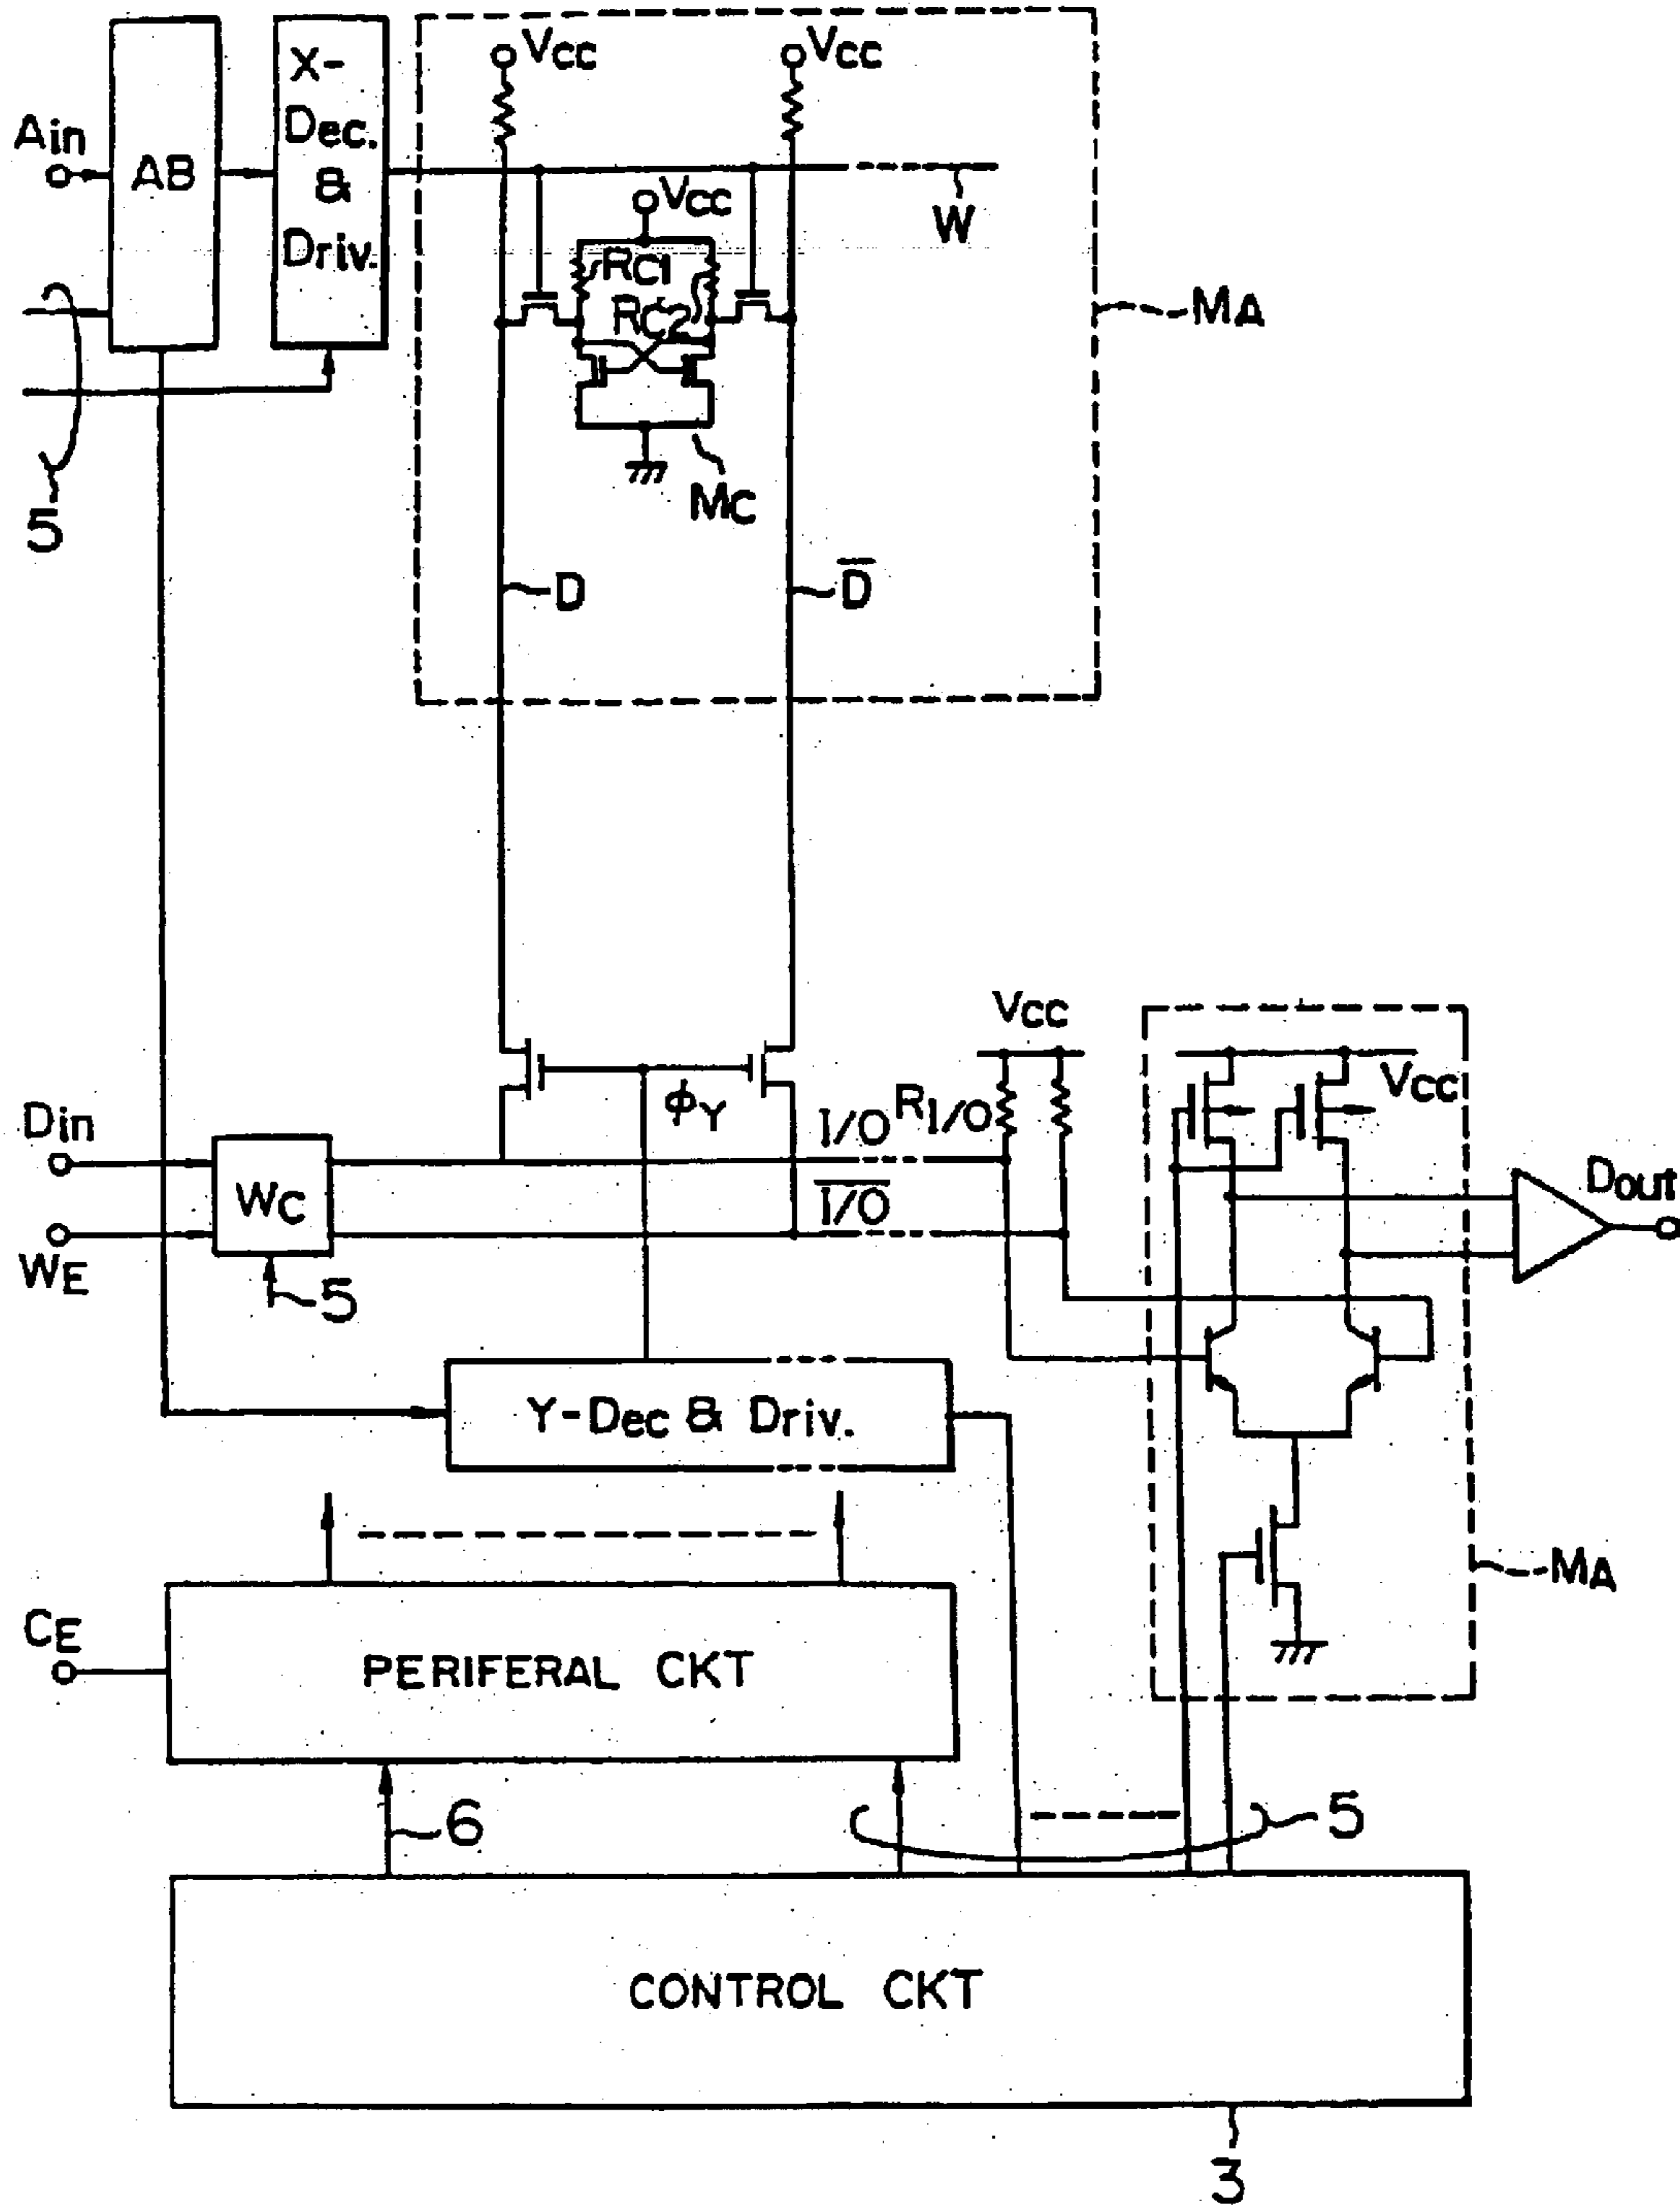 Vcc
Vcc
X-
Dec.
&
Driv.
Ain
AB
Vcc
W
RC1
RC2
MA
MC
5
D
D̅
Vcc
Vcc
ϕY
I/O
RI/O
Din
I̅/̅O̅
Dout
WC
WE
5
Y-Dec & Driv.
MA
CE
PERIFERAL CKT
6
5
CONTROL CKT
3